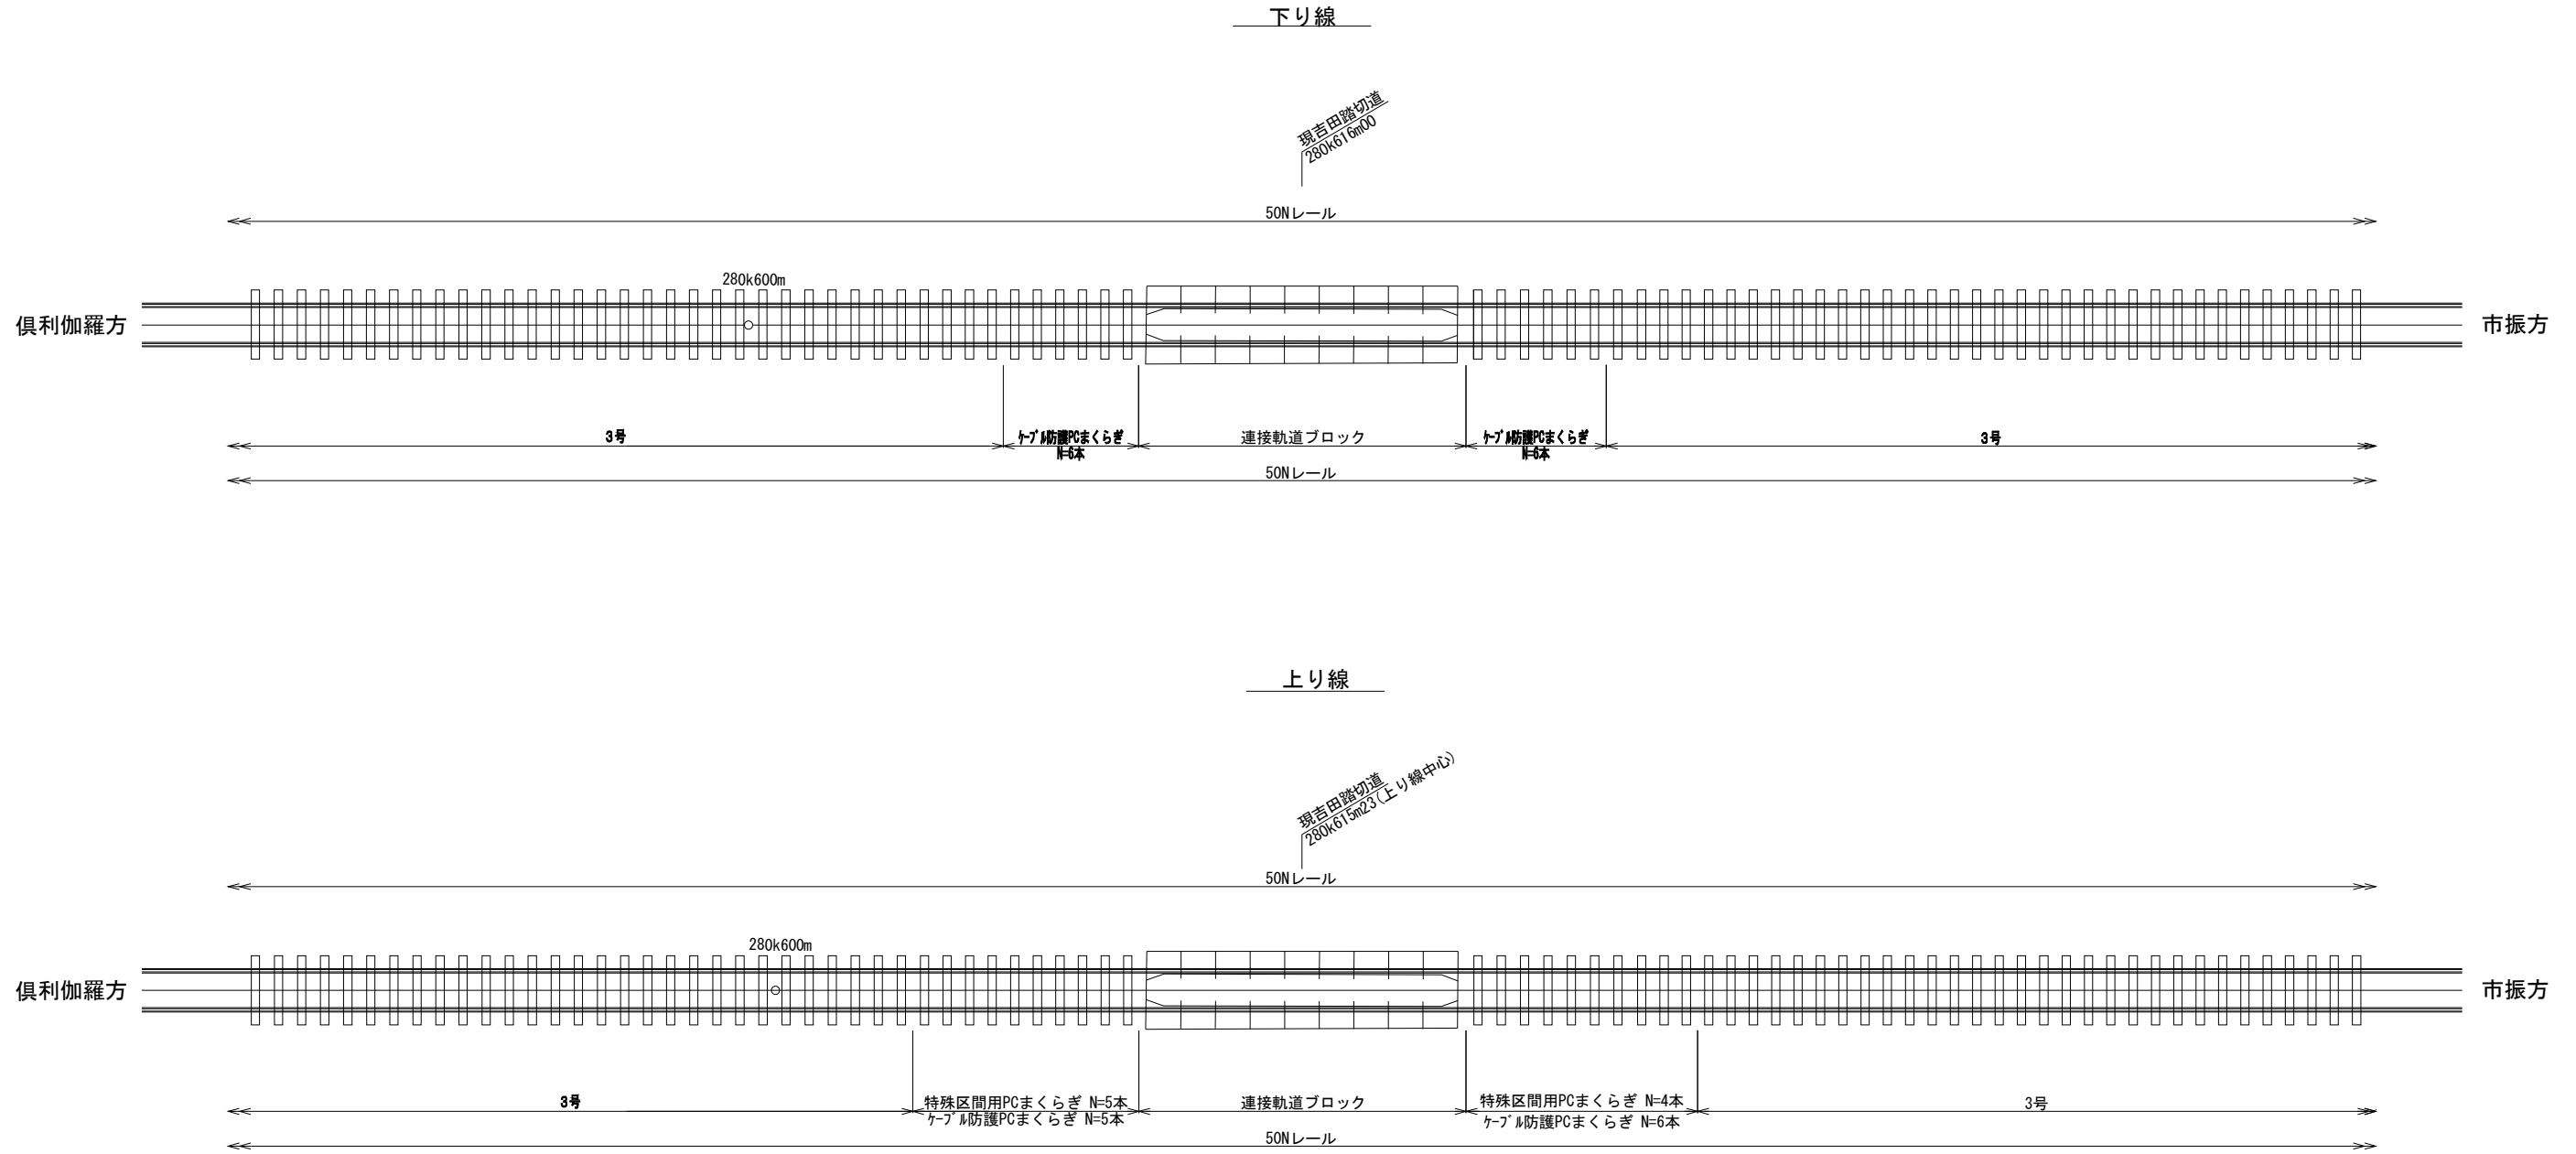 下り線
現吉田踏切道
280k616m00
50Nレール
280k600m
倶利伽羅方
市振方
3号
ｹｰﾌﾞﾙ防護PCまくらぎ
N=6本
連接軌道ブロック
ｹｰﾌﾞﾙ防護PCまくらぎ
N=6本
3号
50Nレール
上り線
現吉田踏切道
280k615m23(上り線中心)
50Nレール
280k600m
倶利伽羅方
市振方
3号
特殊区間用PCまくらぎ N=5本
ｹｰﾌﾞﾙ防護PCまくらぎ N=5本
連接軌道ブロック
特殊区間用PCまくらぎ N=4本
ｹｰﾌﾞﾙ防護PCまくらぎ N=6本
3号
50Nレール